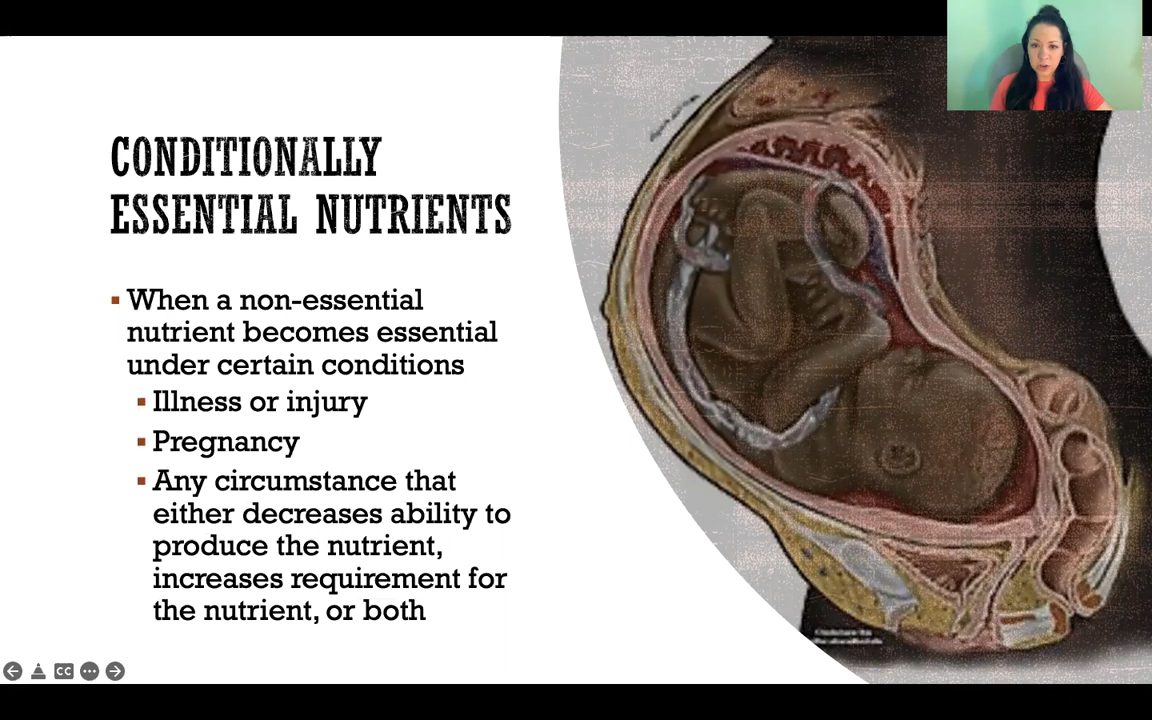 CONDITIONALLY
ESSENTIAL NUTRIENTS
▪ When a non-essential
nutrient becomes essential
under certain conditions
▪ Illness or injury
▪ Pregnancy
▪ Any circumstance that
either decreases ability to
produce the nutrient,
increases requirement for
the nutrient, or both
CC